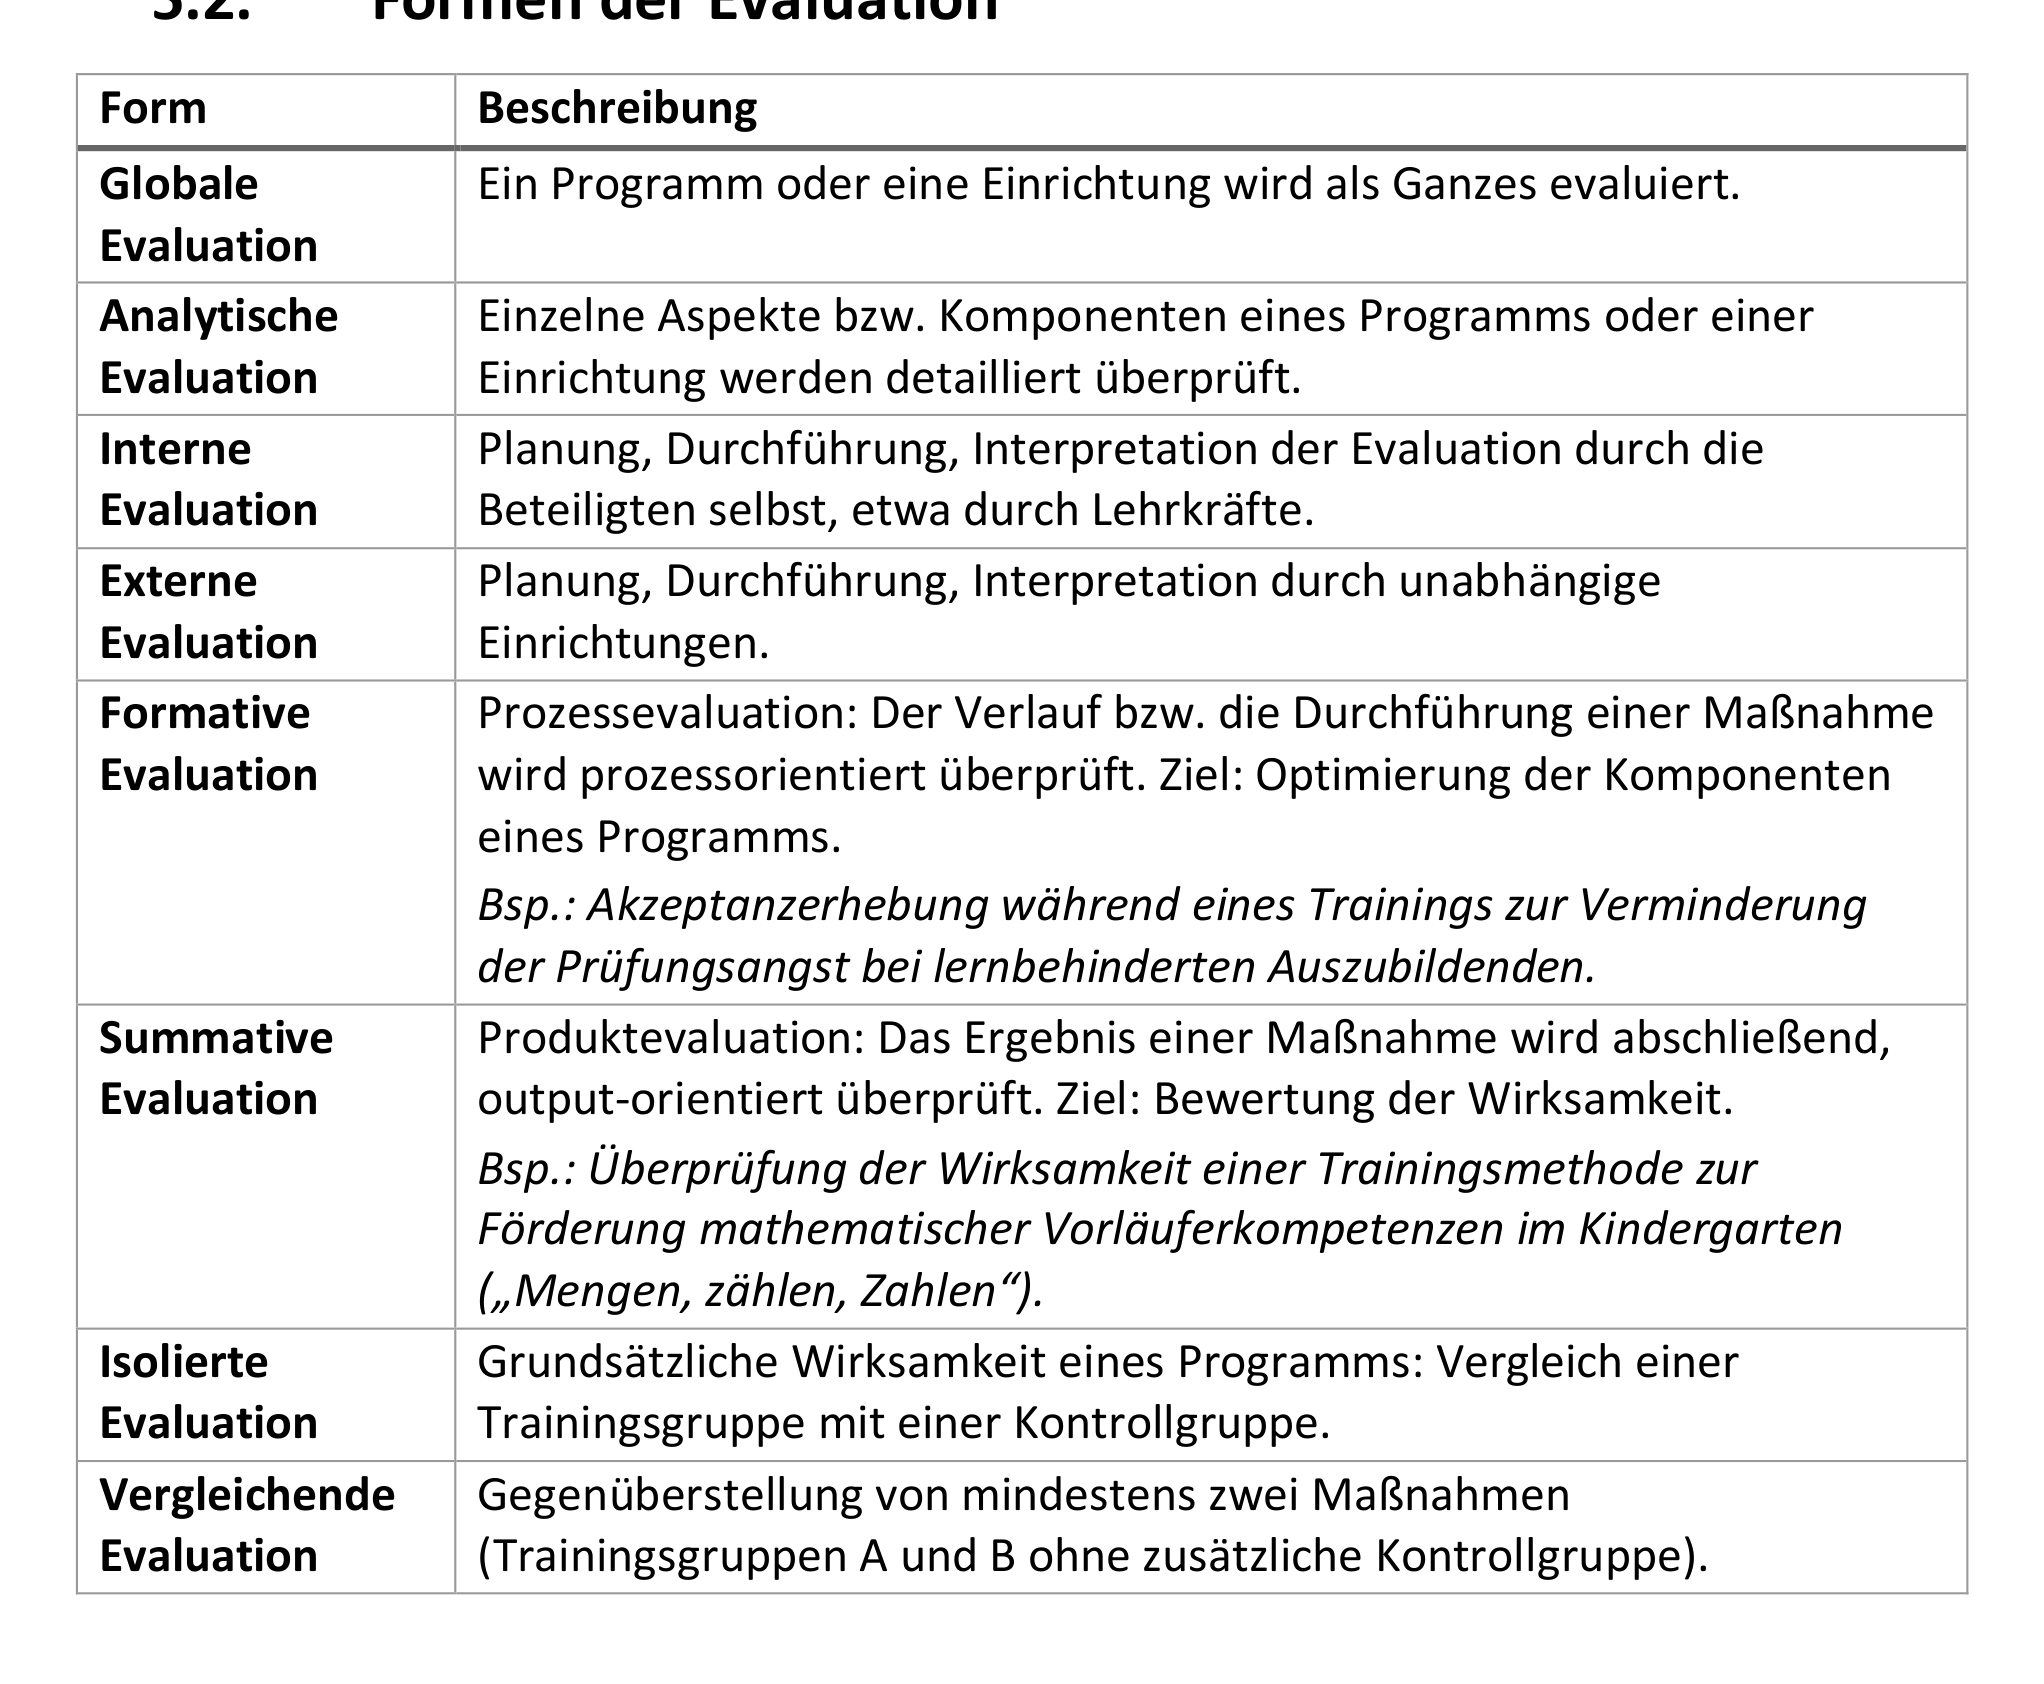 5.2. Formen der Evaluation
Form Beschreibung
Globale Ein Programm oder eine Einrichtung wird als Ganzes evaluiert.
Evaluation
Analytische Einzelne Aspekte bzw. Komponenten eines Programms oder einer
Evaluation Einrichtung werden detailliert überprüft.
Interne Planung, Durchführung, Interpretation der Evaluation durch die
Evaluation Beteiligten selbst, etwa durch Lehrkräfte.
Externe Planung, Durchführung, Interpretation durch unabhängige
Evaluation Einrichtungen.
Formative Prozessevaluation: Der Verlauf bzw. die Durchführung einer Maßnahme
Evaluation wird prozessorientiert überprüft. Ziel: Optimierung der Komponenten
eines Programms.
Bsp.: Akzeptanzerhebung während eines Trainings zur Verminderung
der Prüfungsangst bei lernbehinderten Auszubildenden.
Summative Produktevaluation: Das Ergebnis einer Maßnahme wird abschließend,
Evaluation output-orientiert überprüft. Ziel: Bewertung der Wirksamkeit.
Bsp.: Überprüfung der Wirksamkeit einer Trainingsmethode zur
Förderung mathematischer Vorläuferkompetenzen im Kindergarten
(„Mengen, zählen, Zahlen“).
Isolierte Grundsätzliche Wirksamkeit eines Programms: Vergleich einer
Evaluation Trainingsgruppe mit einer Kontrollgruppe.
Vergleichende Gegenüberstellung von mindestens zwei Maßnahmen
Evaluation (Trainingsgruppen A und B ohne zusätzliche Kontrollgruppe).